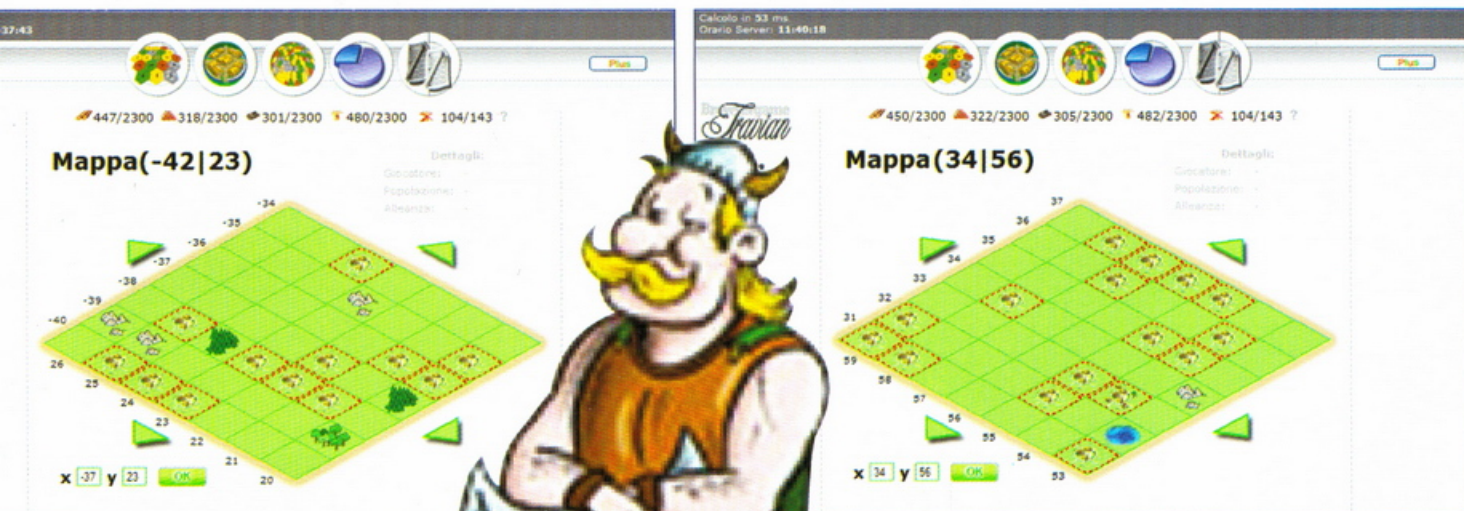 37:43
Plus
447/2300 318/2300 301/2300 480/2300 104/143 ?
Mappa(-42|23)
Dettagli:
Giocatore: -
Popolazione: -
Alleanza: -
-34
-35
-36
-37
-38
-39
-40
26
25
24
23
22
21
20
x -37 y 23 OK
Calcolo in 53 ms
Orario Server: 11:40:18
Plus
Travian
450/2300 322/2300 305/2300 482/2300 104/143 ?
Mappa(34|56)
Dettagli:
Giocatore: -
Popolazione: -
Alleanza: -
37
36
35
34
33
32
31
59
58
57
56
55
54
53
x 34 y 56 OK